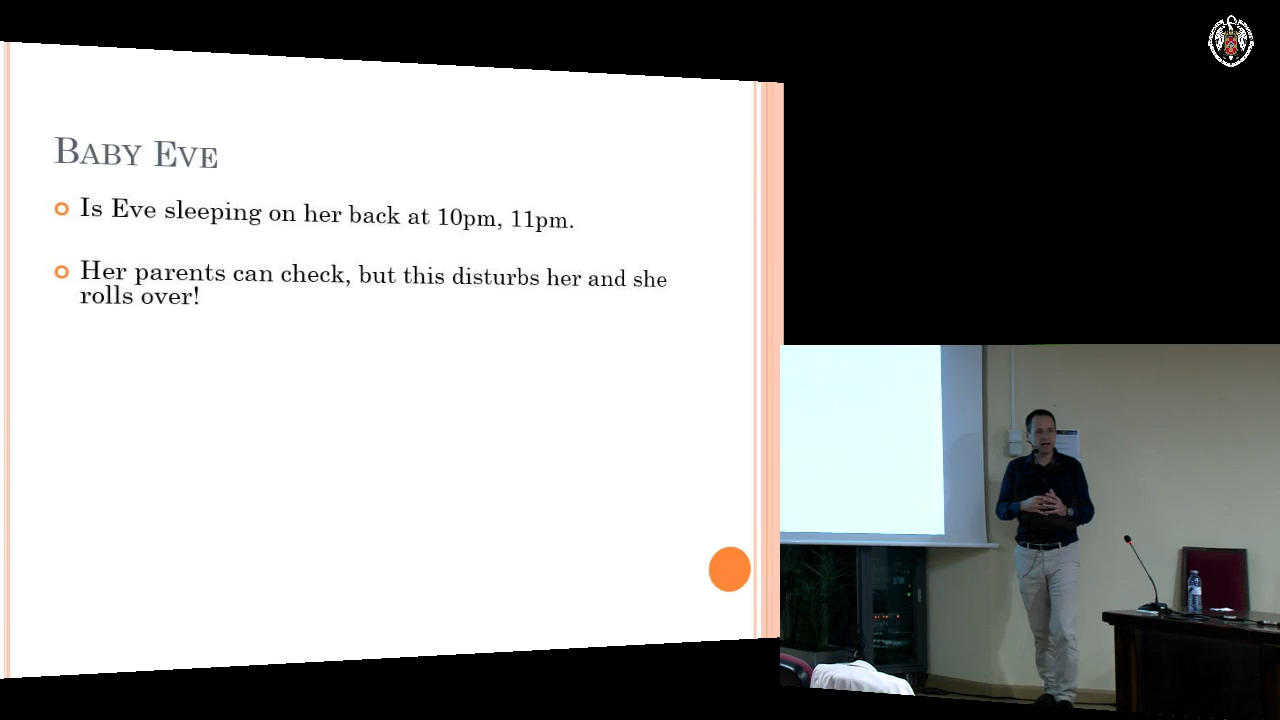 Baby Eve
Is Eve sleeping on her back at 10pm, 11pm.
Her parents can check, but this disturbs her and she
rolls over!